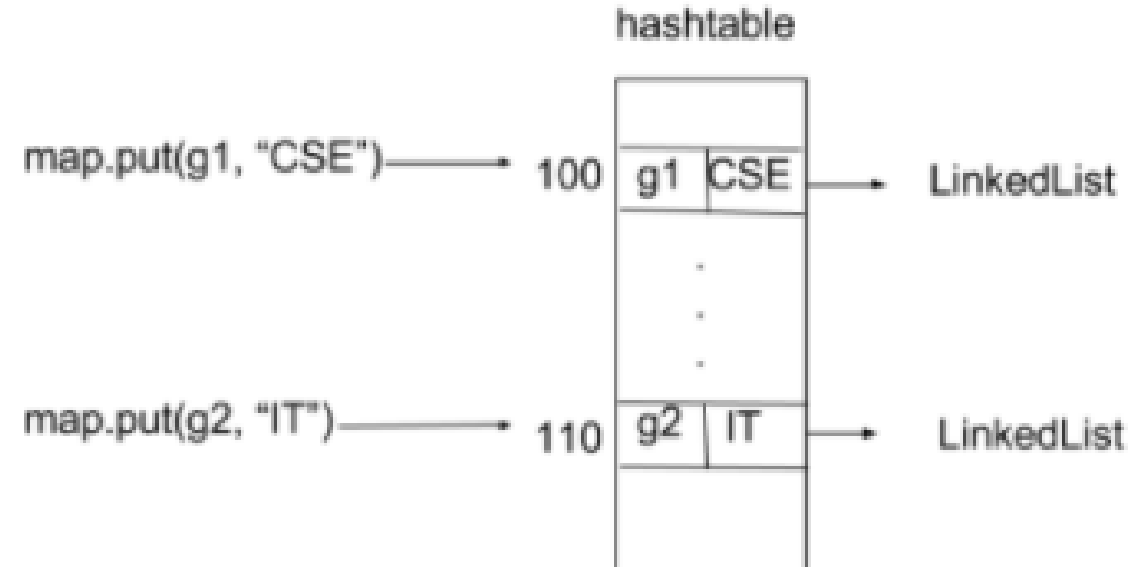 hashtable
map.put(g1, “CSE”)
100
g1
CSE
LinkedList
map.put(g2, “IT”)
110
g2
IT
LinkedList